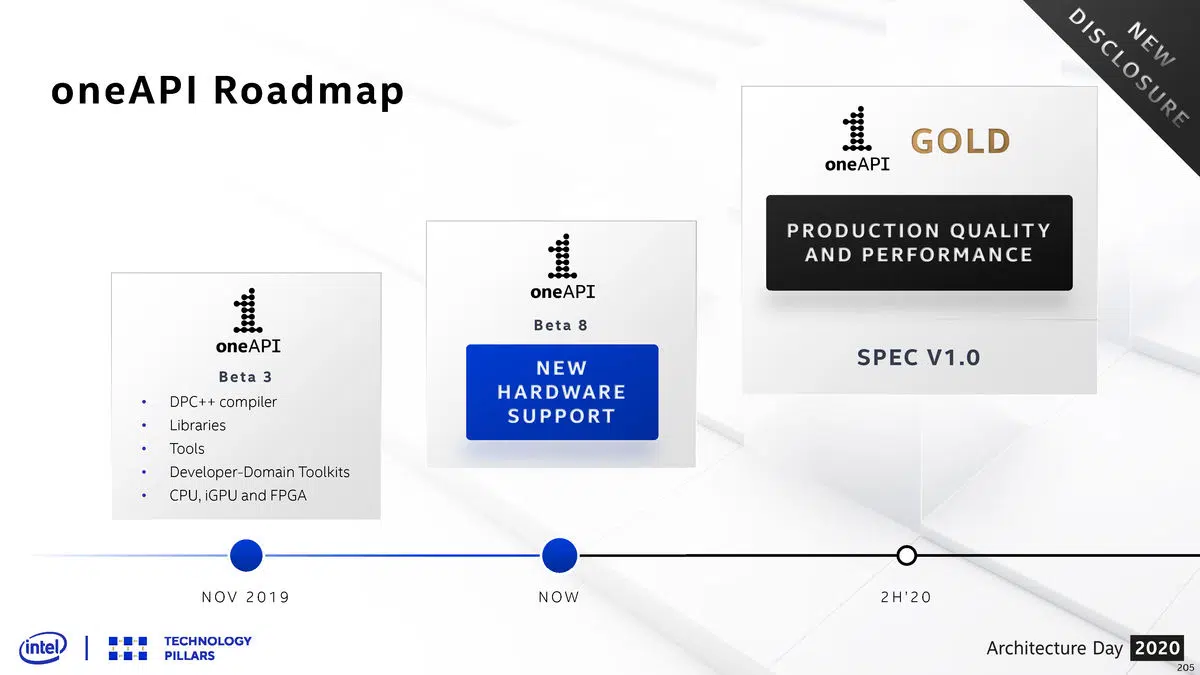 oneAPI Roadmap
NEW
DISCLOSURE
oneAPI
Beta 3
• DPC++ compiler
• Libraries
• Tools
• Developer-Domain Toolkits
• CPU, iGPU and FPGA
oneAPI
Beta 8
NEW
HARDWARE
SUPPORT
oneAPI
GOLD
PRODUCTION QUALITY
AND PERFORMANCE
SPEC V1.0
NOV 2019
NOW
2H'20
intel
TECHNOLOGY
PILLARS
Architecture Day 2020
205